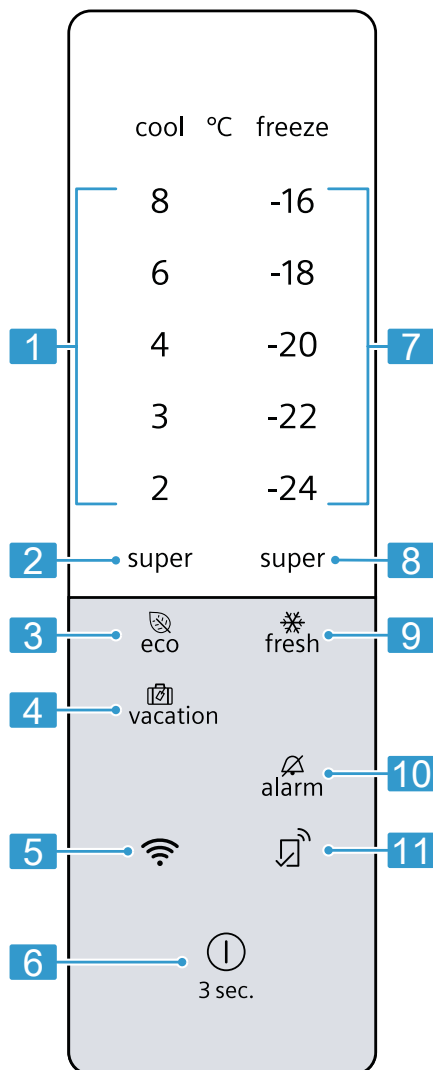 cool °C freeze
8 -16
6 -18
1 4 -20 7
3 -22
2 -24
2 super super 8
3 eco fresh 9
4 vacation
alarm 10
5 11
6
3 sec.